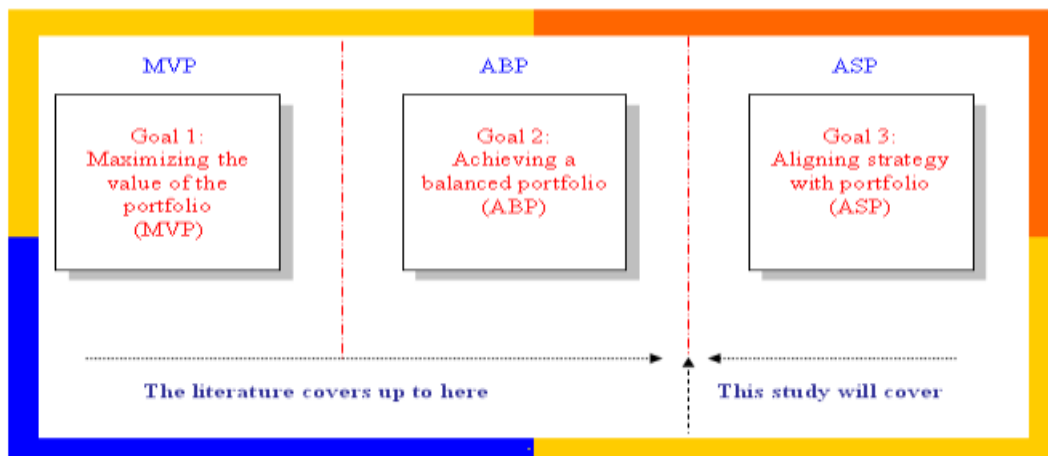 MVP
ABP
ASP
Goal 1:
Maximizing the
value of the
portfolio
(MVP)
Goal 2:
Achieving a
balanced portfolio
(ABP)
Goal 3:
Aligning strategy
with portfolio
(ASP)
The literature covers up to here
This study will cover